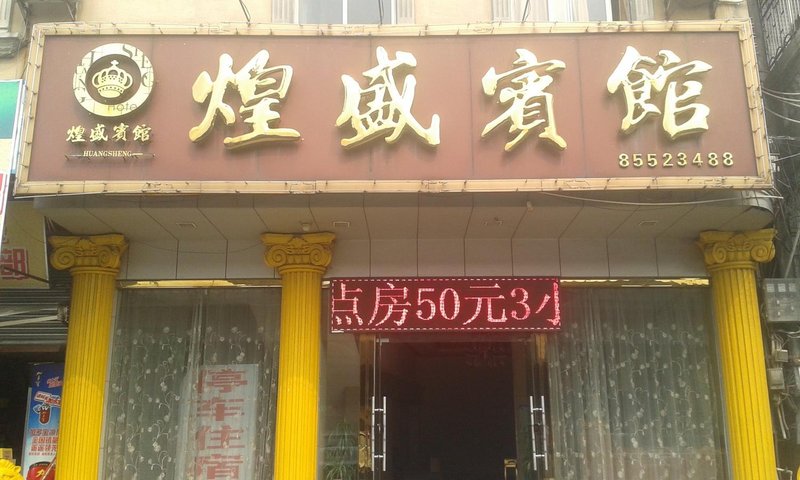 煌盛賓館
煌盛賓館
HUANGSHENG
85523488
点房50元3小
停车住宿